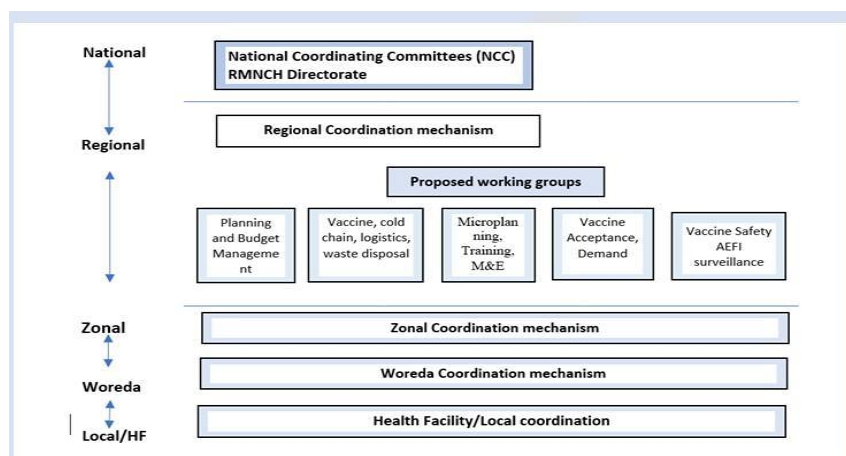 National
National Coordinating Committees (NCC)
RMNCH Directorate
Regional
Regional Coordination mechanism
Proposed working groups
Planning
and Budget
Manageme
nt
Vaccine, cold
chain, logistics,
waste disposal
Microplan
ning,
Training,
M&E
Vaccine
Acceptance,
Demand
Vaccine Safety
AEFI
surveillance
Zonal
Zonal Coordination mechanism
Woreda
Woreda Coordination mechanism
Local/HF
Health Facility/Local coordination